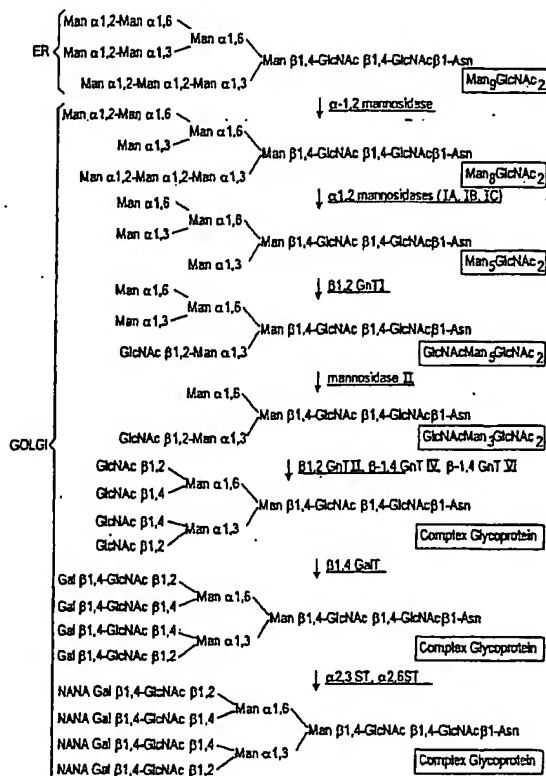 ER
Man α1,2-Man α1,6
Man α1,6
Man α1,2-Man α1,3
Man β1,4-GlcNAc β1,4-GlcNAcβ1-Asn
Man α1,2-Man α1,2-Man α1,3
Man9GlcNAc2
↓ α-1,2 mannosidase
Man α1,2-Man α1,6
Man α1,6
Man α1,3
Man β1,4-GlcNAc β1,4-GlcNAcβ1-Asn
Man α1,2-Man α1,2-Man α1,3
Man8GlcNAc2
↓ α1,2 mannosidases (IA, IB, IC)
Man α1,6
Man α1,6
Man α1,3
Man β1,4-GlcNAc β1,4-GlcNAcβ1-Asn
Man α1,3
Man5GlcNAc2
↓ β1,2 GnTI
Man α1,6
Man α1,6
Man α1,3
Man β1,4-GlcNAc β1,4-GlcNAcβ1-Asn
GlcNAc β1,2-Man α1,3
GlcNAcMan5GlcNAc2
↓ mannosidase II
Man α1,6
Man β1,4-GlcNAc β1,4-GlcNAcβ1-Asn
GlcNAc β1,2-Man α1,3
GlcNAcMan3GlcNAc2
GOLGI
↓ β1,2 GnTII, β-1,4 GnT IV, β-1,4 GnT VI
GlcNAc β1,2
Man α1,6
GlcNAc β1,4
Man β1,4-GlcNAc β1,4-GlcNAcβ1-Asn
GlcNAc β1,4
Man α1,3
GlcNAc β1,2
Complex Glycoprotein
↓ β1,4 GalT
Gal β1,4-GlcNAc β1,2
Man α1,6
Gal β1,4-GlcNAc β1,4
Man β1,4-GlcNAc β1,4-GlcNAcβ1-Asn
Gal β1,4-GlcNAc β1,4
Man α1,3
Gal β1,4-GlcNAc β1,2
Complex Glycoprotein
↓ α2,3 ST, α2,6ST
NANA Gal β1,4-GlcNAc β1,2
Man α1,6
NANA Gal β1,4-GlcNAc β1,4
Man β1,4-GlcNAc β1,4-GlcNAcβ1-Asn
NANA Gal β1,4-GlcNAc β1,4
Man α1,3
NANA Gal β1,4-GlcNAc β1,2
Complex Glycoprotein